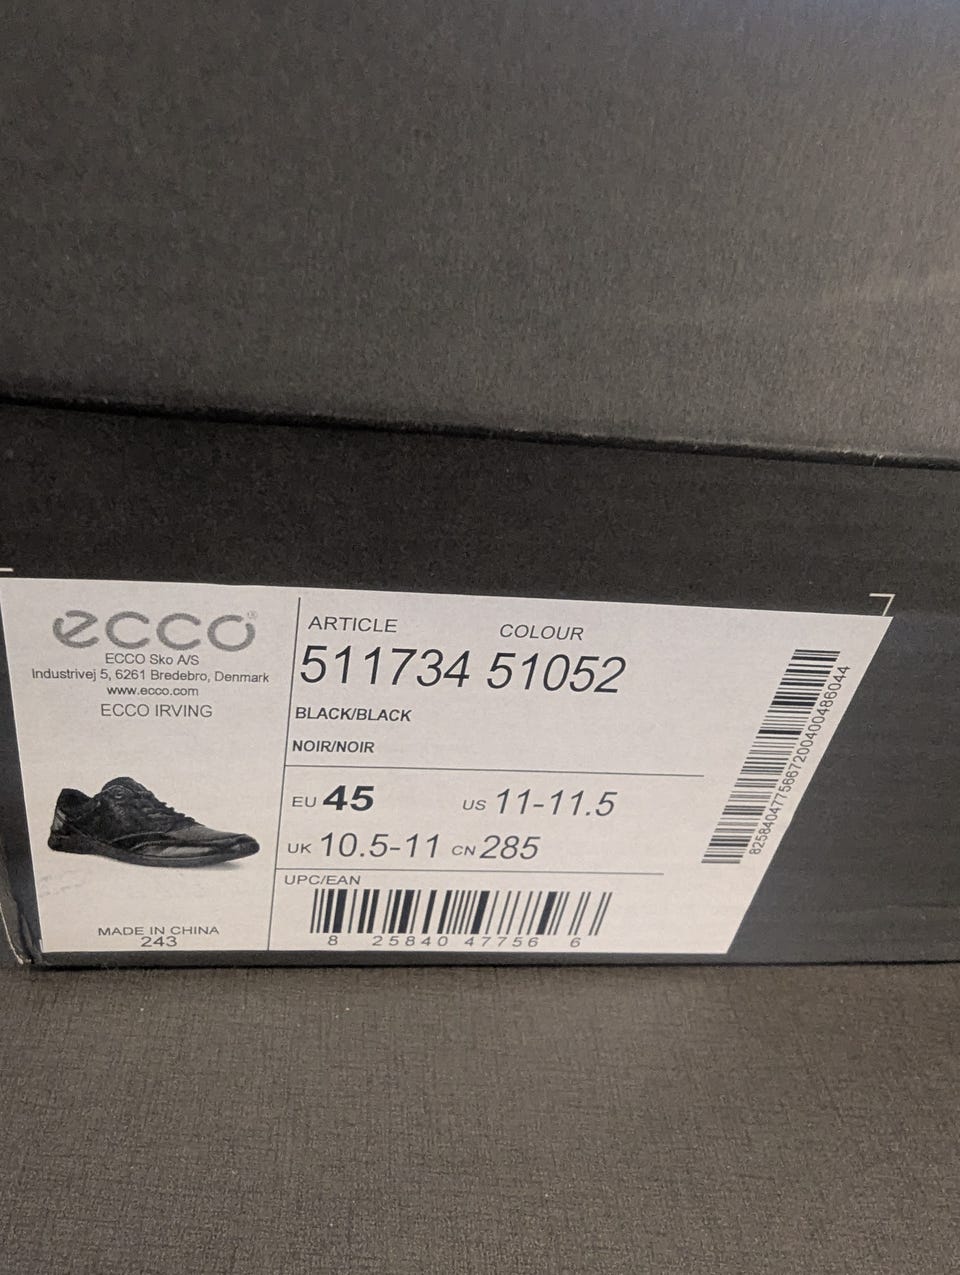 ecco®
ECCO Sko A/S
Industrivej 5, 6261 Bredebro, Denmark
www.ecco.com
ECCO IRVING
MADE IN CHINA
243
ARTICLE COLOUR
511734 51052
BLACK/BLACK
NOIR/NOIR
EU 45 US 11-11.5
UK 10.5-11 CN 285
UPC/EAN
8 25840 47756 6
8258404775667200400486044